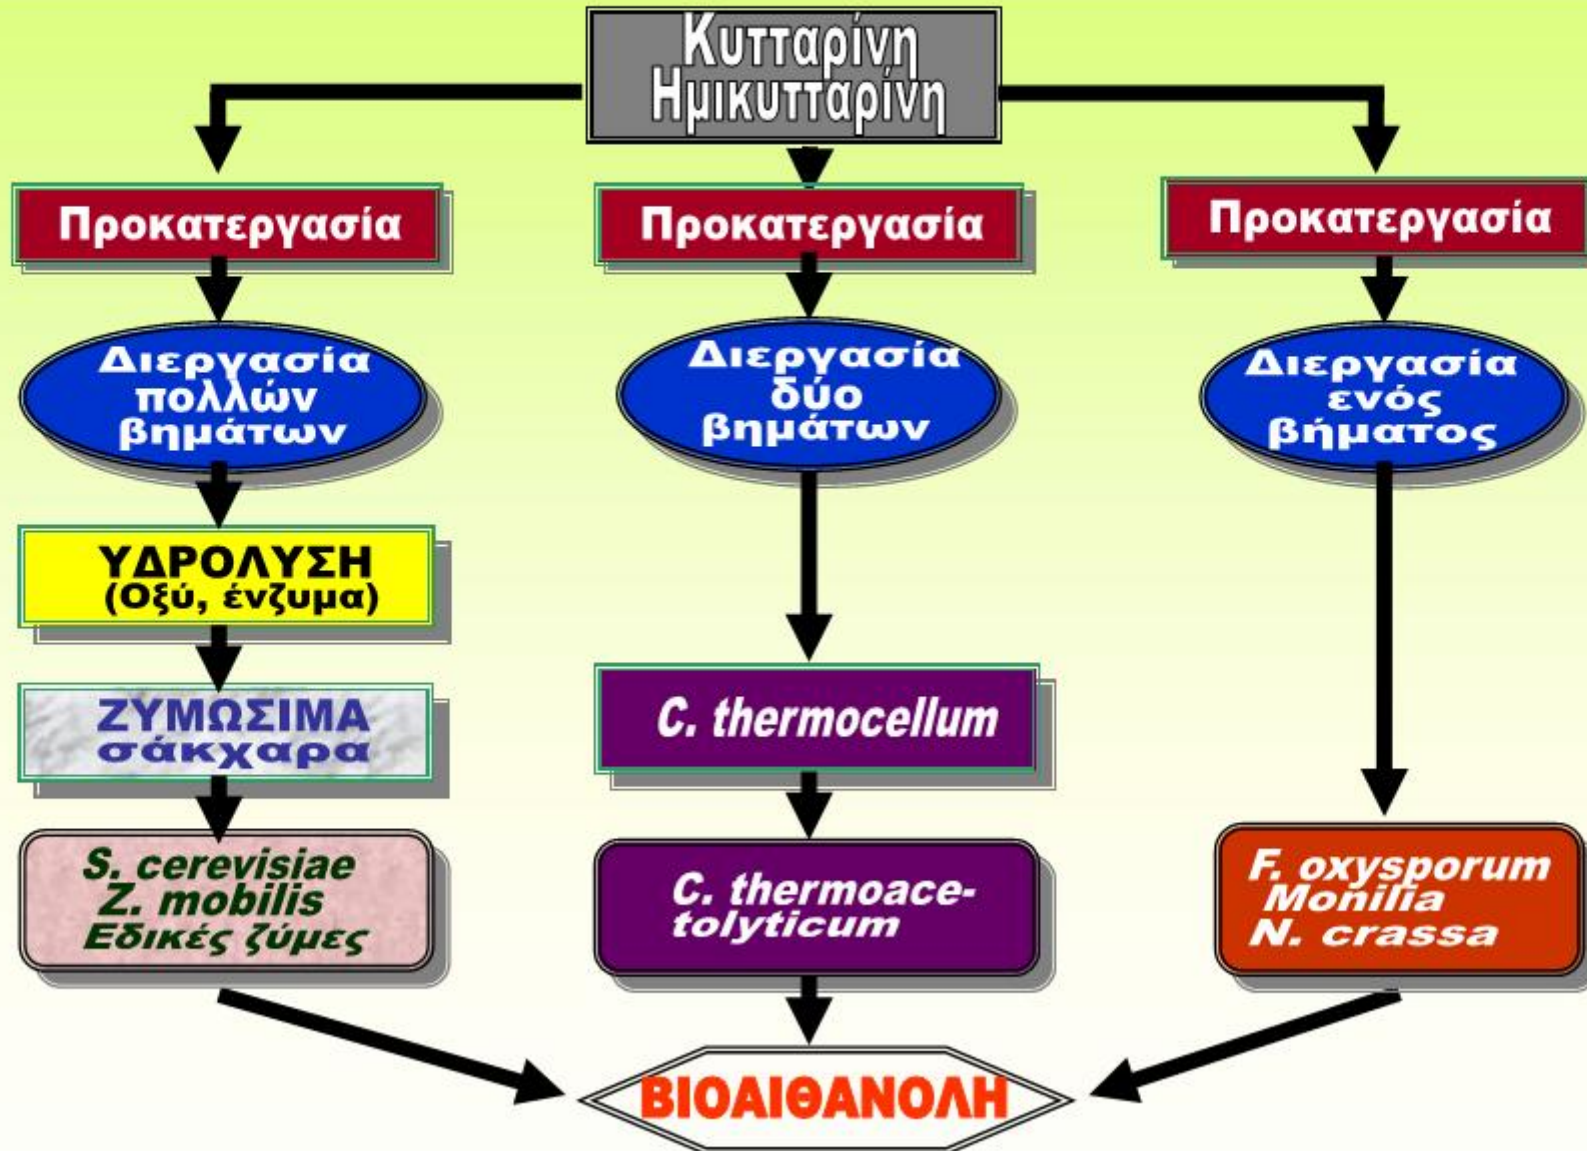 Κυτταρίνη
Ημικυτταρίνη
Προκατεργασία
Προκατεργασία
Προκατεργασία
Διεργασία
πολλών
βημάτων
Διεργασία
δύο
βημάτων
Διεργασία
ενός
βήματος
ΥΔΡΟΛΥΣΗ
(Οξύ, ένζυμα)
ΖΥΜΩΣΙΜΑ
σάκχαρα
C. thermocellum
S. cerevisiae
Z. mobilis
Εδικές ζύμες
C. thermoace-
tolyticum
F. oxysporum
Monilia
N. crassa
ΒΙΟΑΙΘΑΝΟΛΗ